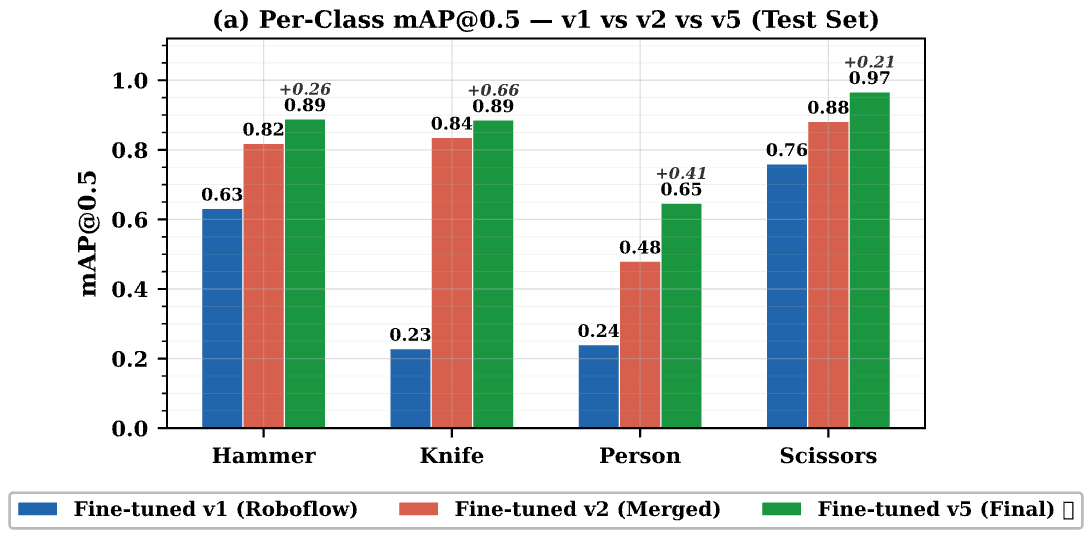 (a) Per-Class mAP@0.5 — v1 vs v2 vs v5 (Test Set)
mAP@0.5
1.0
0.8
0.6
0.4
0.2
0.0
0.63
0.82
+0.26
0.89
0.23
0.84
+0.66
0.89
0.24
0.48
+0.41
0.65
0.76
0.88
+0.21
0.97
Hammer
Knife
Person
Scissors
Fine-tuned v1 (Roboflow)
Fine-tuned v2 (Merged)
Fine-tuned v5 (Final)